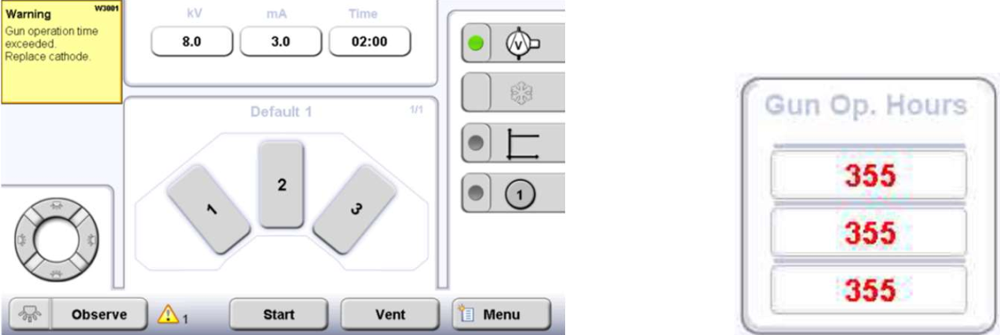 Warning W3001
Gun operation time
exceeded.
Replace cathode.
kV mA Time
8.0 3.0 02:00
Default 1 1/1
1 2 3
V
1
Observe 1 Start Vent Menu
Gun Op. Hours
355
355
355